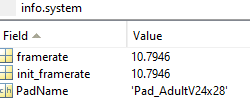 info.system
Field Value
framerate 10.7946
init_framerate 10.7946
PadName 'Pad_AdultV24x28'